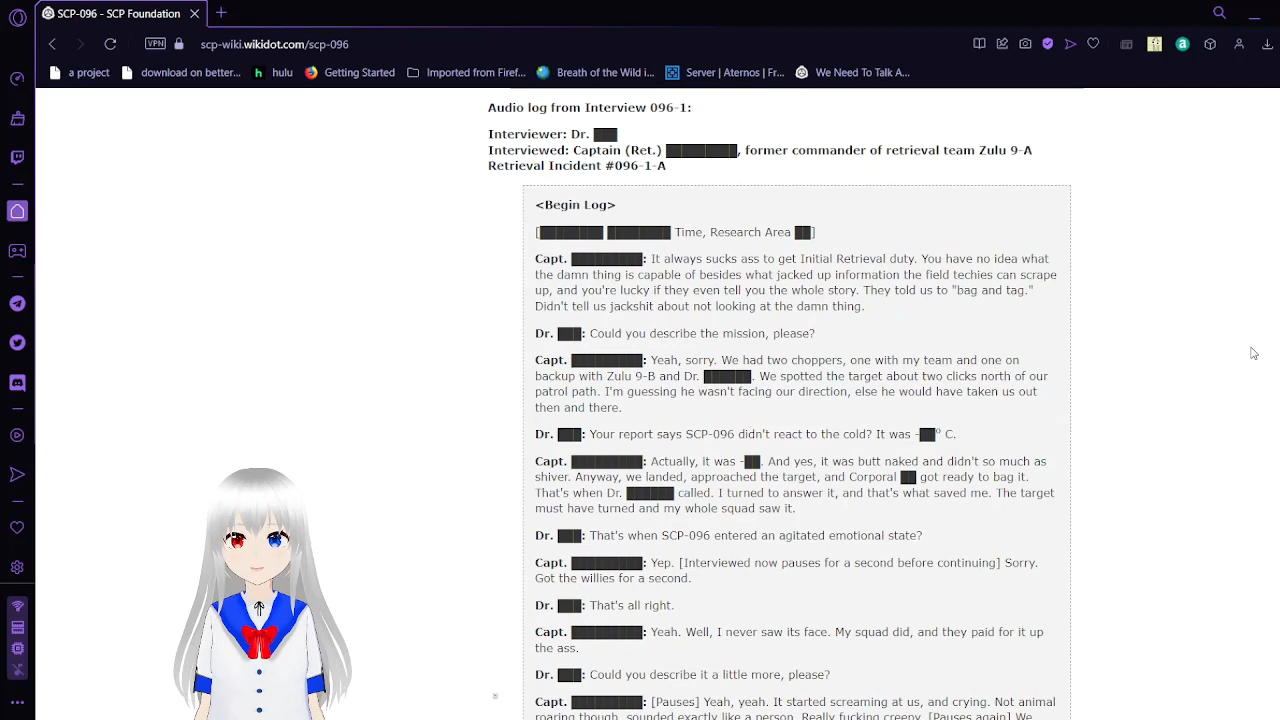 SCP-096 - SCP Foundation
VPN
scp-wiki.wikidot.com/scp-096
a project
download on better...
h
hulu
Getting Started
Imported from Firef...
Breath of the Wild i...
Server | Aternos | Fr...
We Need To Talk A...
Audio log from Interview 096-1:
Interviewer: Dr. ███
Interviewed: Captain (Ret.) █████████, former commander of retrieval team Zulu 9-A
Retrieval Incident #096-1-A
<Begin Log>
[████████ ████████ Time, Research Area ██]
Capt. █████████: It always sucks ass to get Initial Retrieval duty. You have no idea what
the damn thing is capable of besides what jacked up information the field techies can scrape
up, and you're lucky if they even tell you the whole story. They told us to "bag and tag."
Didn't tell us jackshit about not looking at the damn thing.
Dr. ███: Could you describe the mission, please?
Capt. █████████: Yeah, sorry. We had two choppers, one with my team and one on
backup with Zulu 9-B and Dr. ██████. We spotted the target about two clicks north of our
patrol path. I'm guessing he wasn't facing our direction, else he would have taken us out
then and there.
Dr. ███: Your report says SCP-096 didn't react to the cold? It was -██º C.
Capt. █████████: Actually, it was -██. And yes, it was butt naked and didn't so much as
shiver. Anyway, we landed, approached the target, and Corporal ██ got ready to bag it.
That's when Dr. ██████ called. I turned to answer it, and that's what saved me. The target
must have turned and my whole squad saw it.
Dr. ███: That's when SCP-096 entered an agitated emotional state?
Capt. █████████: Yep. [Interviewed now pauses for a second before continuing] Sorry.
Got the willies for a second.
Dr. ███: That's all right.
Capt. █████████: Yeah. Well, I never saw its face. My squad did, and they paid for it up
the ass.
Dr. ███: Could you describe it a little more, please?
Capt. █████████: [Pauses] Yeah, yeah. It started screaming at us, and crying. Not animal
roaring though, sounded exactly like a person. Really fucking creepy. [Pauses again] We